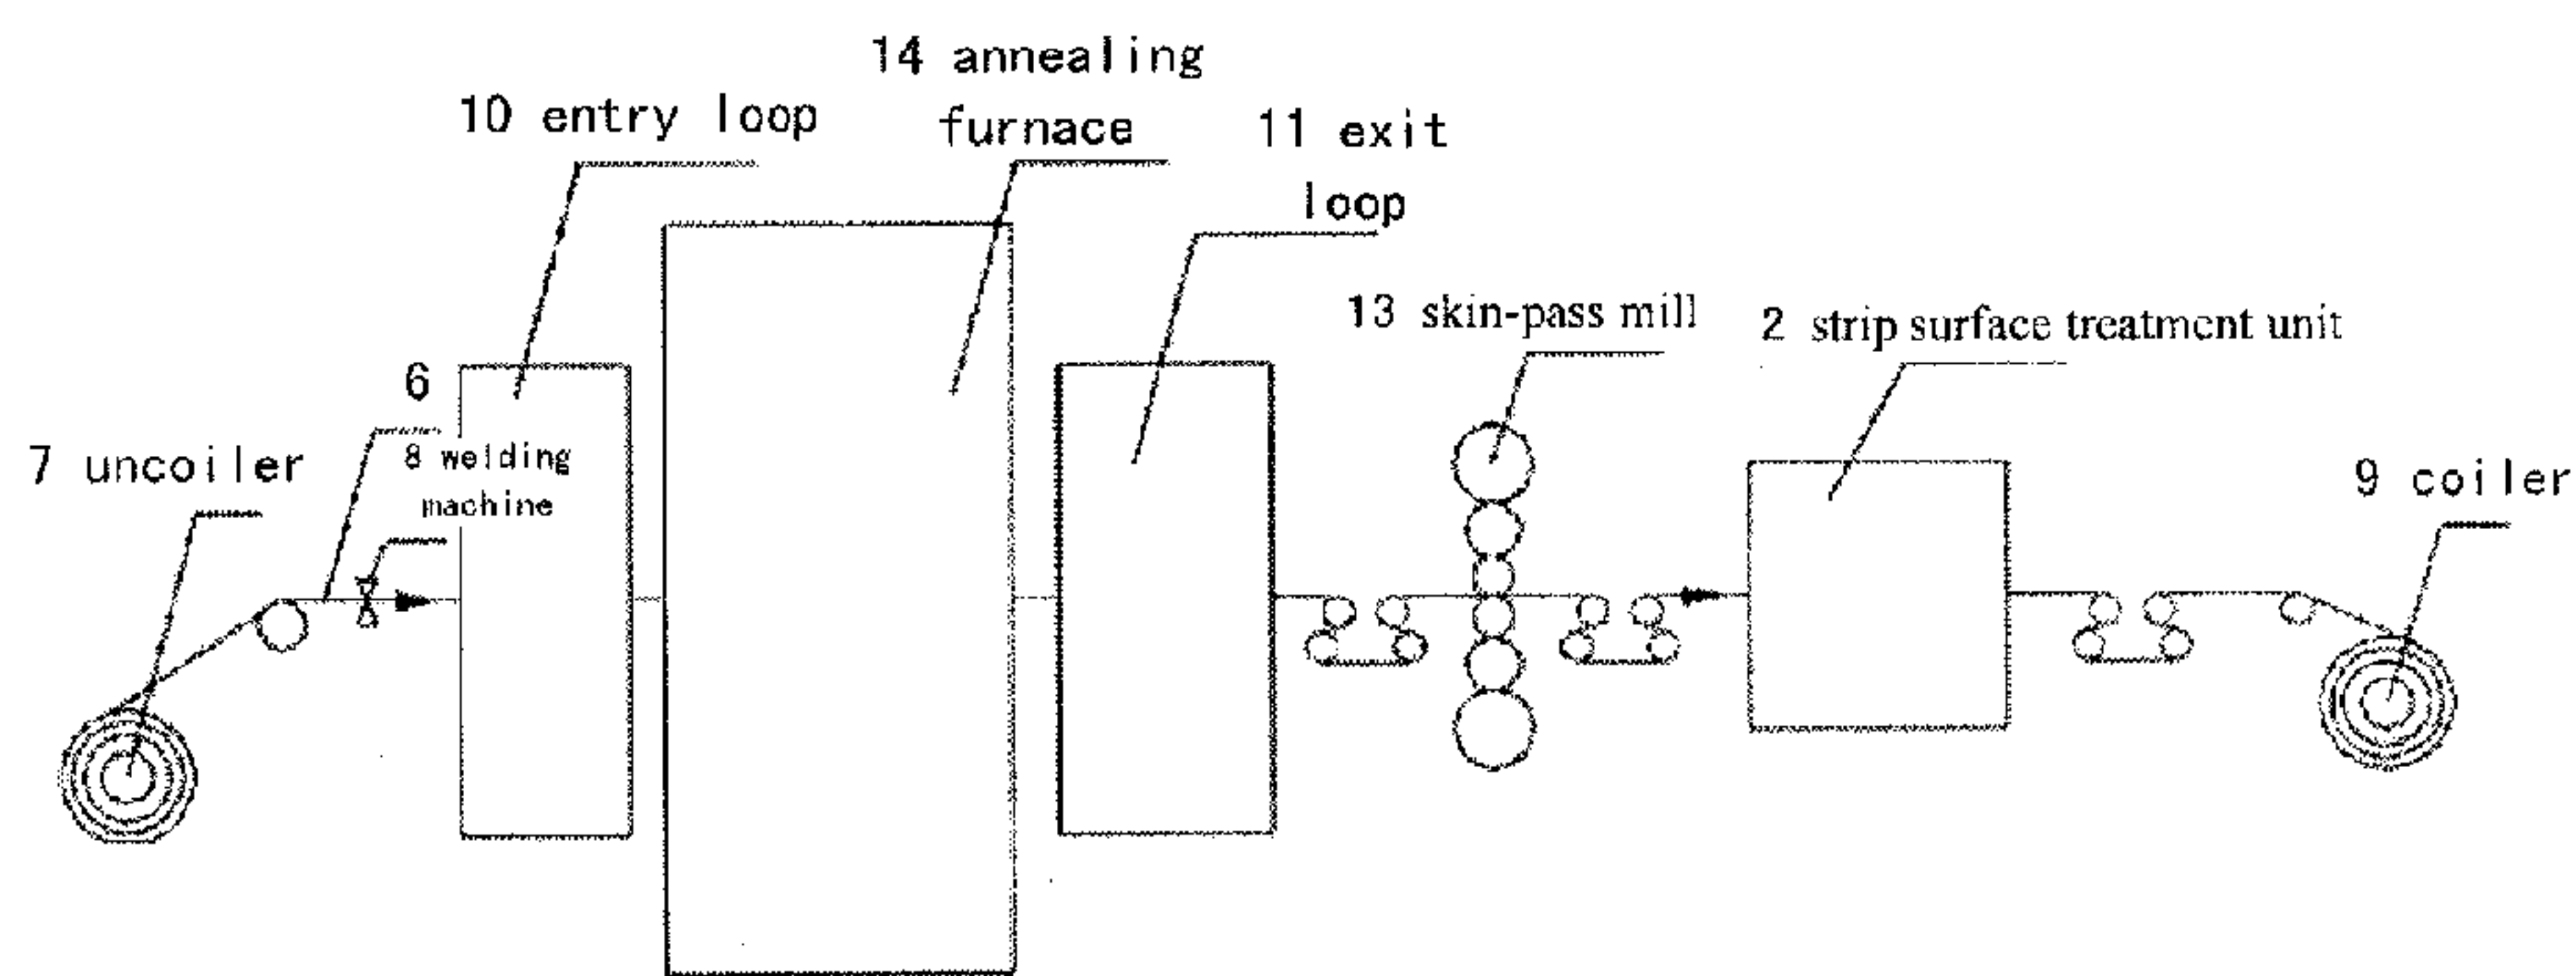 14 annealing
furnace
10 entry loop
11 exit
loop
13 skin-pass mill
2 strip surface treatment unit
6
8 welding
machine
7 uncoiler
9 coiler